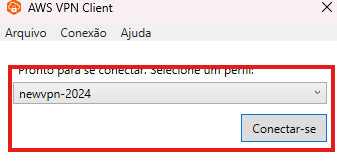 AWS VPN Client
Arquivo Conexão Ajuda
Pronto para se conectar. Selecione um perfil:
newvpn-2024
Conectar-se